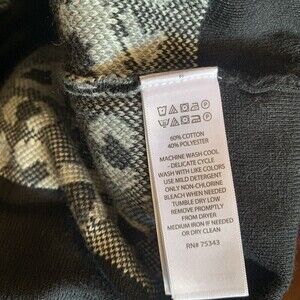 60% COTTON
40% POLYESTER
MACHINE WASH COOL
- DELICATE CYCLE
WASH WITH LIKE COLORS
USE MILD DETERGENT
ONLY NON-CHLORINE
BLEACH WHEN NEEDED
TUMBLE DRY LOW
REMOVE PROMPTLY
FROM DRYER
MEDIUM IRON IF NEEDED
OR DRY CLEAN
RN# 75343